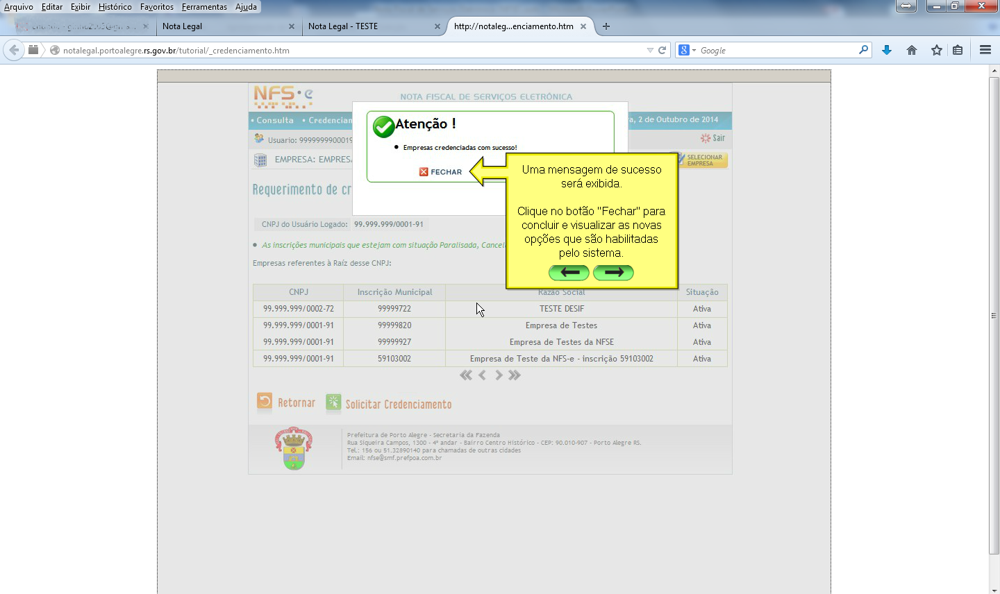 Arquivo Editar Exibir Histórico Favoritos Ferramentas Ajuda
Nota Legal
Nota Legal - TESTE
http://notaleg...enciamento.htm
notalegal.portoalegre.rs.gov.br/tutorial/_credenciamento.htm
Google
NFS-e
NOTA FISCAL DE SERVIÇOS ELETRÔNICA
• Consulta • Credencian
a, 2 de Outubro de 2014
Usuario: 9999999900019
Sair
EMPRESA: EMPRES
SELECIONAR
EMPRESA
Atenção !
• Empresas credenciadas com sucesso!
FECHAR
Uma mensagem de sucesso
será exibida.
Clique no botão "Fechar" para
concluir e visualizar as novas
opções que são habilitadas
pelo sistema.
Requerimento de cr
CNPJ do Usuário Logado: 99.999.999/0001-91
• As inscrições municipais que estejam com situação Paralisada, Cancel
Empresas referentes à Raíz desse CNPJ:
CNPJ Inscrição Municipal Razão Social Situação
99.999.999/0002-72 99999722 TESTE DESIF Ativa
99.999.999/0001-91 99999820 Empresa de Testes Ativa
99.999.999/0001-91 99999927 Empresa de Testes da NFSE Ativa
99.999.999/0001-91 59103002 Empresa de Teste da NFS-e - inscrição 59103002 Ativa
Retornar Solicitar Credenciamento
Prefeitura de Porto Alegre - Secretaria da Fazenda
Rua Siqueira Campos, 1300 - 4º andar - Bairro Centro Histórico - CEP: 90.010-907 - Porto Alegre RS.
Tel.: 156 ou 51.32890140 para chamadas de outras cidades
Email: nfse@smf.prefpoa.com.br